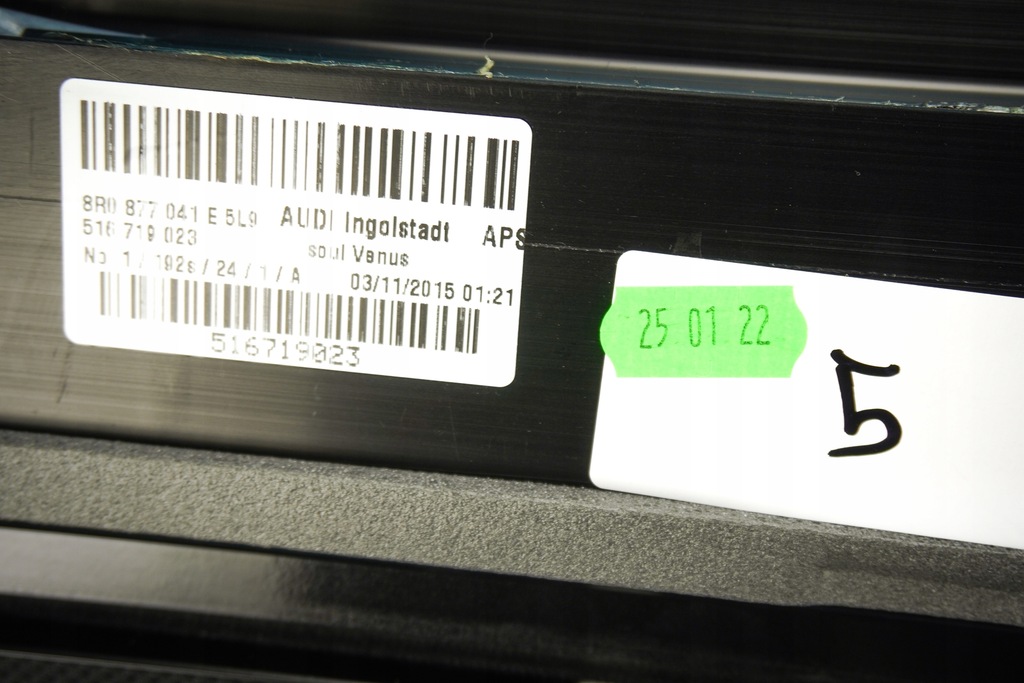 8R0 877 041 E 5L9 AUDI Ingolstadt APS
516 719 023
soul Venus
No 1 / 192s / 24 / 1 / A
03/11/2015 01:21
516719023
25 01 22
5